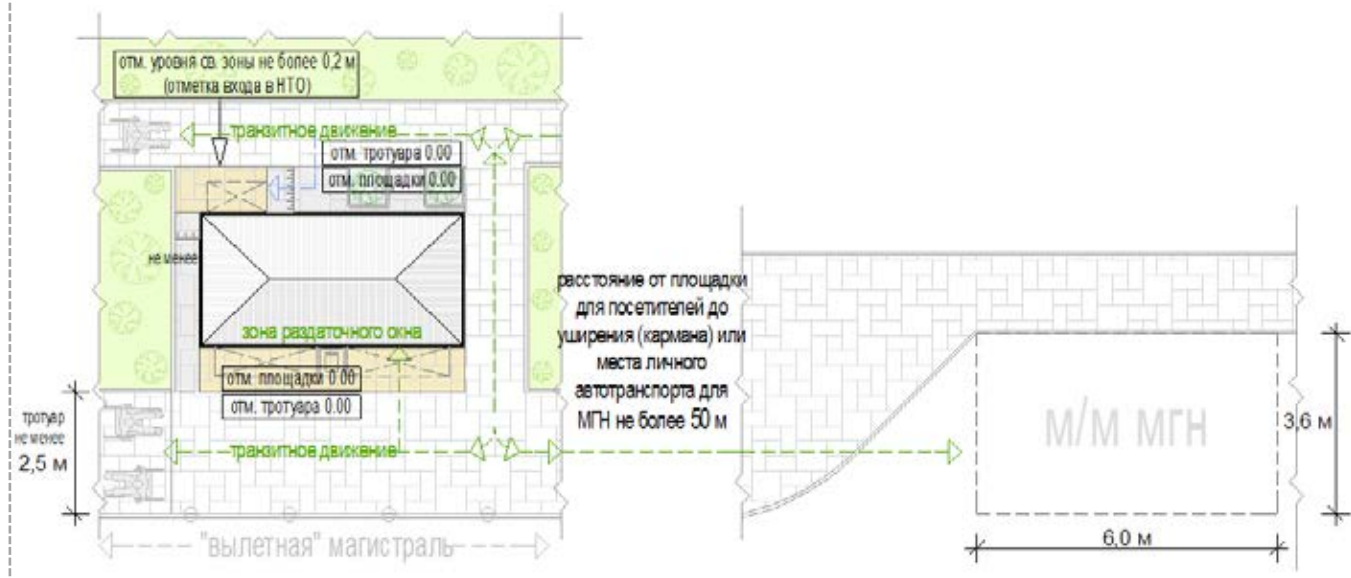 отм. уровня св. зоны не более 0,2 м
(отметка входа в НТО)
транзитное движение
отм. тротуара 0.00
отм. площадки 0.00
не менее
зона раздаточного окна
отм. площадки 0.00
отм. тротуара 0.00
тротуар
не менее
2,5 м
транзитное движение
"вылетная" магистраль
расстояние от площадки
для посетителей до
уширения (кармана) или
места личного
автотранспорта для
МГН не более 50 м
М/М МГН
3,6 м
6,0 м